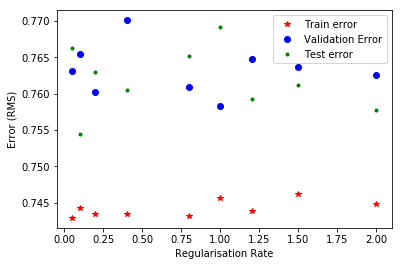 0.770
0.765
0.760
0.755
0.750
0.745
Error (RMS)
Train error
Validation Error
Test error
0.00 0.25 0.50 0.75 1.00 1.25 1.50 1.75 2.00
Regularisation Rate